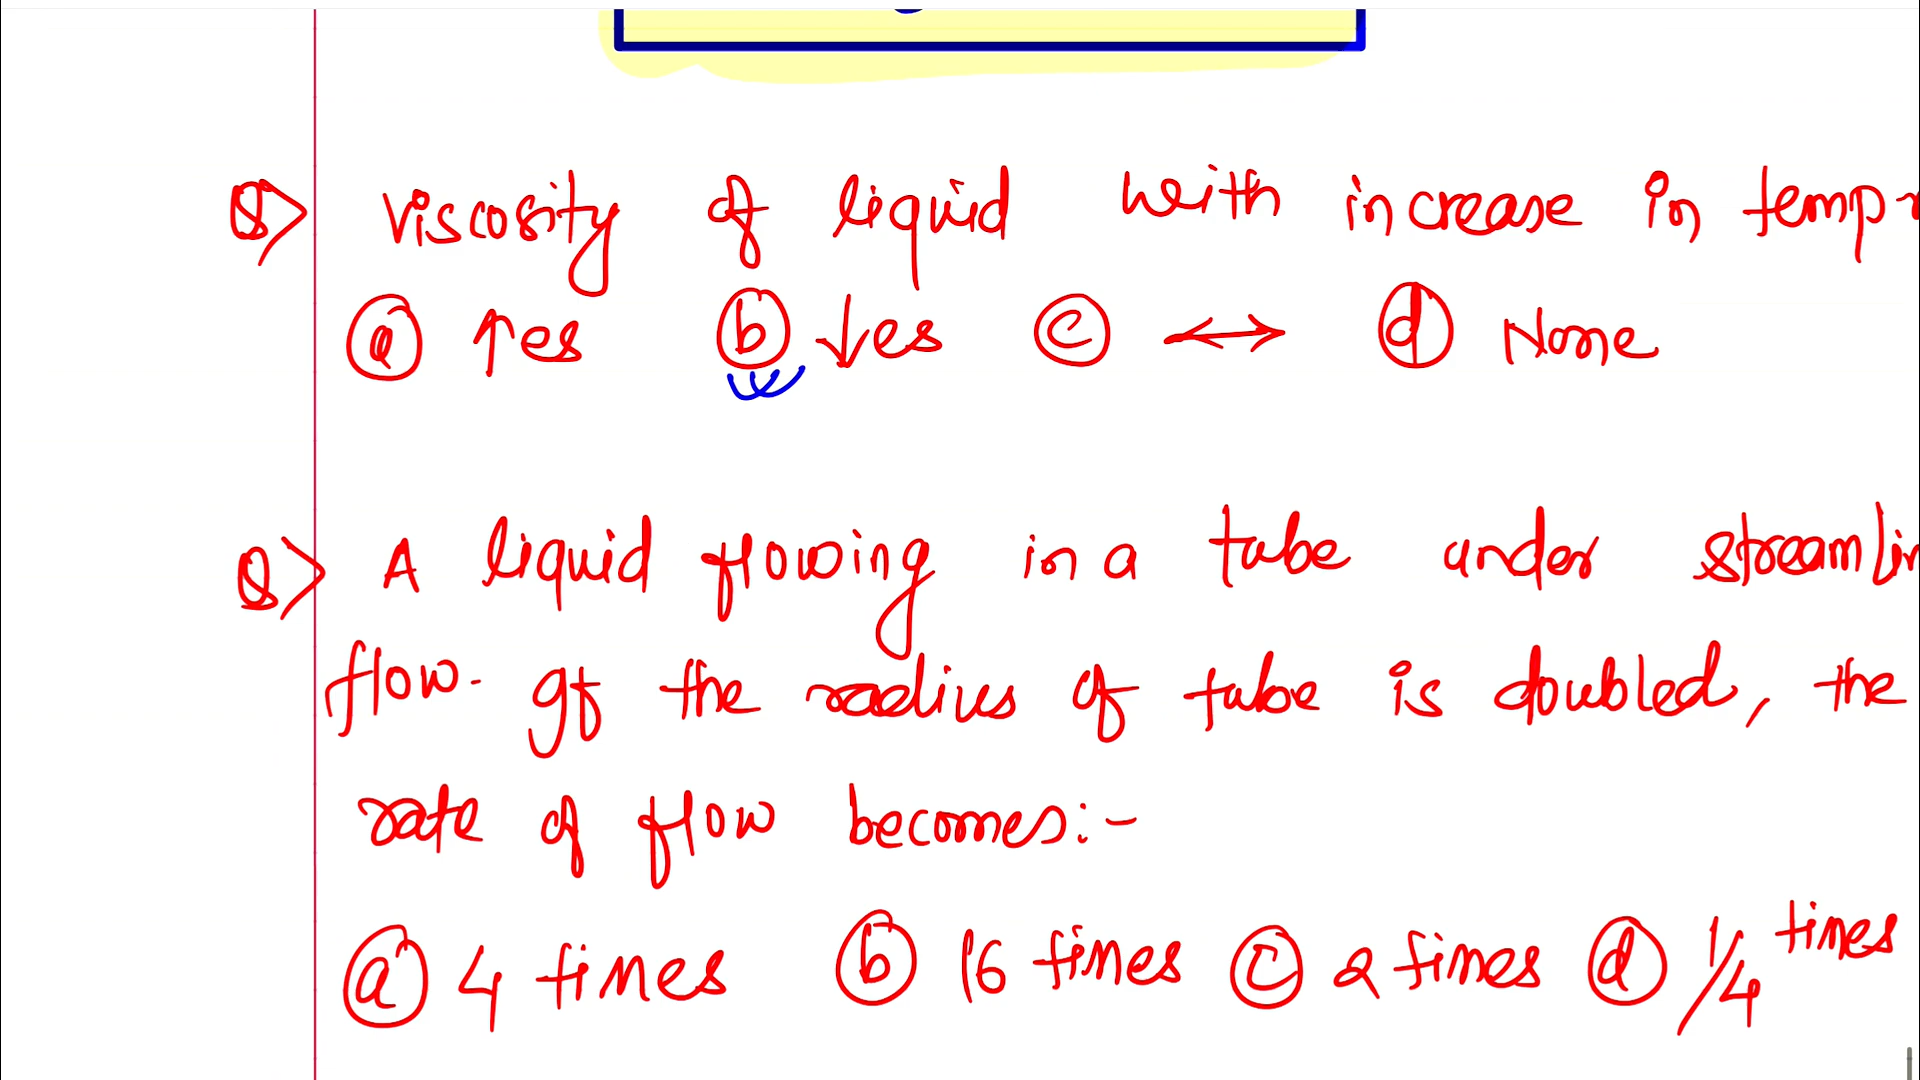 Q> Viscosity of liquid with increase in temp
ⓐ ↑es ⓑ ↓es ⓒ ↔ ⓓ None
Q> A liquid flowing in a tube under streamlin
flow. If the radius of tube is doubled, the
rate of flow becomes:-
ⓐ 4 times ⓑ 16 times ⓒ 2 times ⓓ 1/4 times